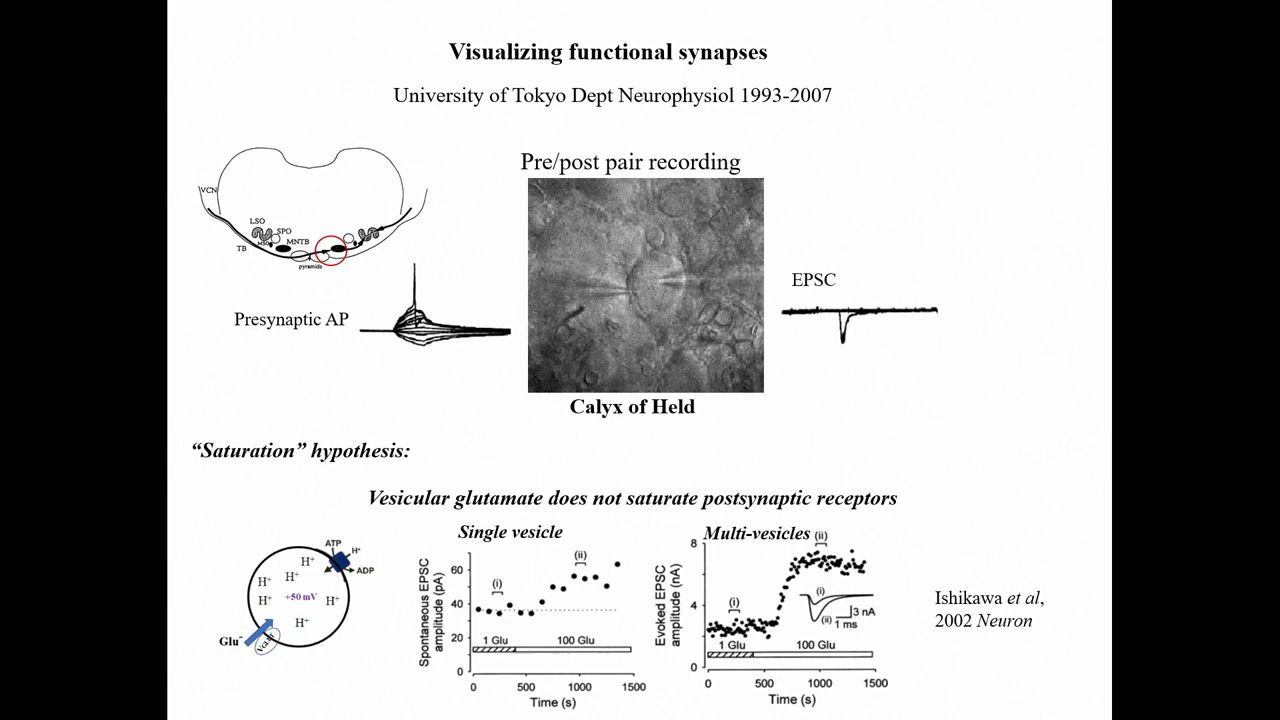 Visualizing functional synapses
University of Tokyo Dept Neurophysiol 1993-2007
Pre/post pair recording
VCN
LSO
SPO
MSO
MNTB
TB
pyramids
Presynaptic AP
EPSC
Calyx of Held
“Saturation” hypothesis:
Vesicular glutamate does not saturate postsynaptic receptors
Single vesicle
Multi-vesicles
ATP
H⁺
ADP
H⁺
H⁺
H⁺
H⁺
+50 mV
H⁺
H⁺
Glu⁻
VGLUT
Spontaneous EPSC
amplitude (pA)
60
40
20
0
(i)
(ii)
1 Glu
100 Glu
0
500
1000
1500
Time (s)
Evoked EPSC
amplitude (nA)
8
4
0
(i)
(ii)
(i)
(ii)
3 nA
1 ms
1 Glu
100 Glu
0
500
1000
1500
Time (s)
Ishikawa et al,
2002 Neuron